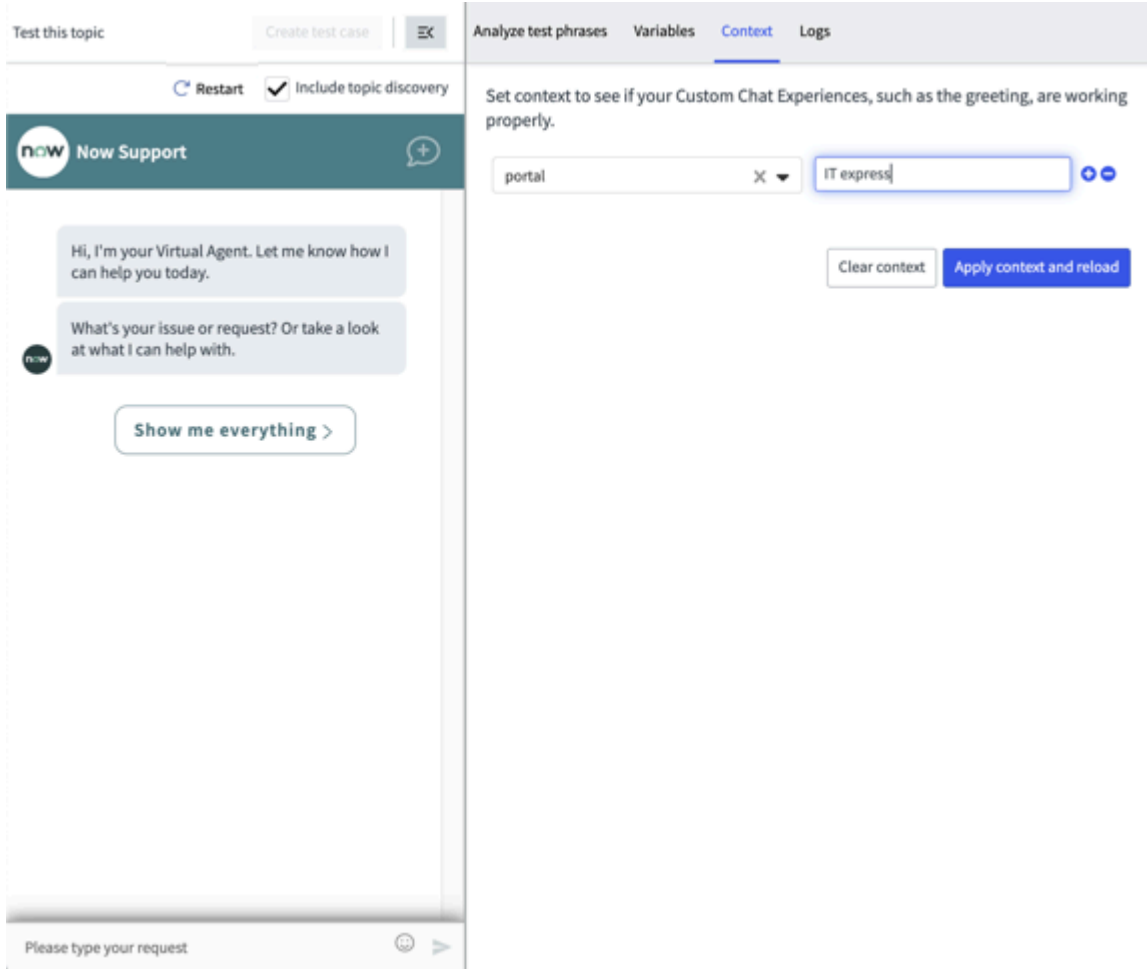 Test this topic
Create test case
Restart
Include topic discovery
now Now Support
Hi, I'm your Virtual Agent. Let me know how I
can help you today.
What's your issue or request? Or take a look
at what I can help with.
now
Show me everything >
Please type your request
Analyze test phrases Variables Context Logs
Set context to see if your Custom Chat Experiences, such as the greeting, are working
properly.
portal
IT express
Clear context
Apply context and reload